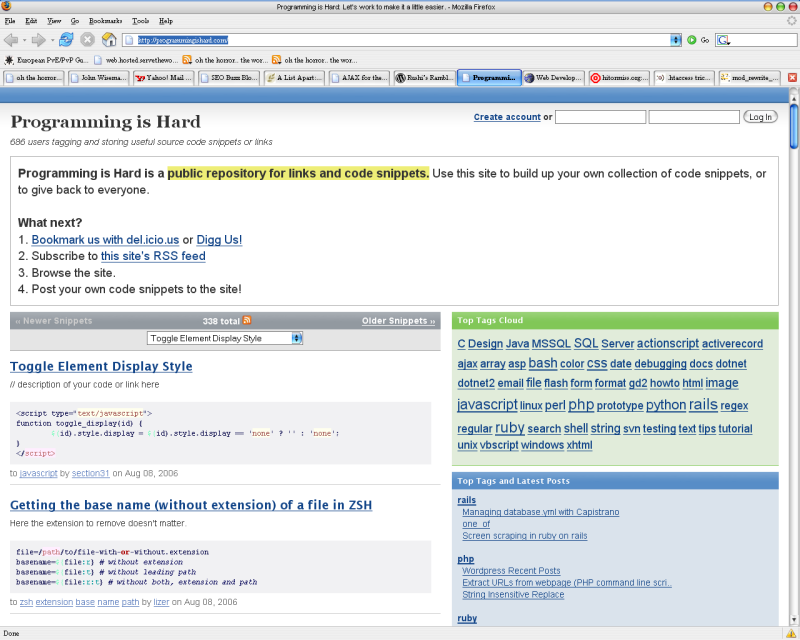 Programming is Hard. Let's work to make it a little easier. - Mozilla Firefox
File Edit View Go Bookmarks Tools Help
http://programmingishard.com/
Go
European PvE/PvP Gu... web.hosted.servethewo... oh the horror.. the wor... oh the horror.. the wor...
oh the horror... John Wisema... Yahoo! Mail ... SEO Buzz Blo... A List Apart:... AJAX for the... Rushi's Rambl... Programmi... Web Develop... hitormiss.org:... .htaccess tric... mod_rewrite_...
Programming is Hard
Create account or Log In
686 users tagging and storing useful source code snippets or links
Programming is Hard is a public repository for links and code snippets. Use this site to build up your own collection of code snippets, or
to give back to everyone.
What next?
1. Bookmark us with del.icio.us or Digg Us!
2. Subscribe to this site's RSS feed
3. Browse the site.
4. Post your own code snippets to the site!
‹‹ Newer Snippets 338 total Older Snippets ››
Toggle Element Display Style
Toggle Element Display Style
// description of your code or link here
<script type="text/javascript">
function toggle_display(id) {
(id).style.display = (id).style.display == 'none' ? '' : 'none';
}
</script>
to javascript by section31 on Aug 08, 2006
Getting the base name (without extension) of a file in ZSH
Here the extension to remove doesn't matter.
file=/path/to/file-with-or-without.extension
basename= {file:r} # without extension
basename= {file:t} # without leading path
basename= {file:r:t} # without both, extension and path
to zsh extension base name path by lizer on Aug 08, 2006
Top Tags Cloud
C Design Java MSSQL SQL Server actionscript activerecord
ajax array asp bash color css date debugging docs dotnet
dotnet2 email file flash form format gd2 howto html image
javascript linux perl php prototype python rails regex
regular ruby search shell string svn testing text tips tutorial
unix vbscript windows xhtml
Top Tags and Latest Posts
rails
Managing database.yml with Capistrano
one_of
Screen scraping in ruby on rails
php
Wordpress Recent Posts
Extract URLs from webpage (PHP command line scri..
String Insensitive Replace
ruby
Done